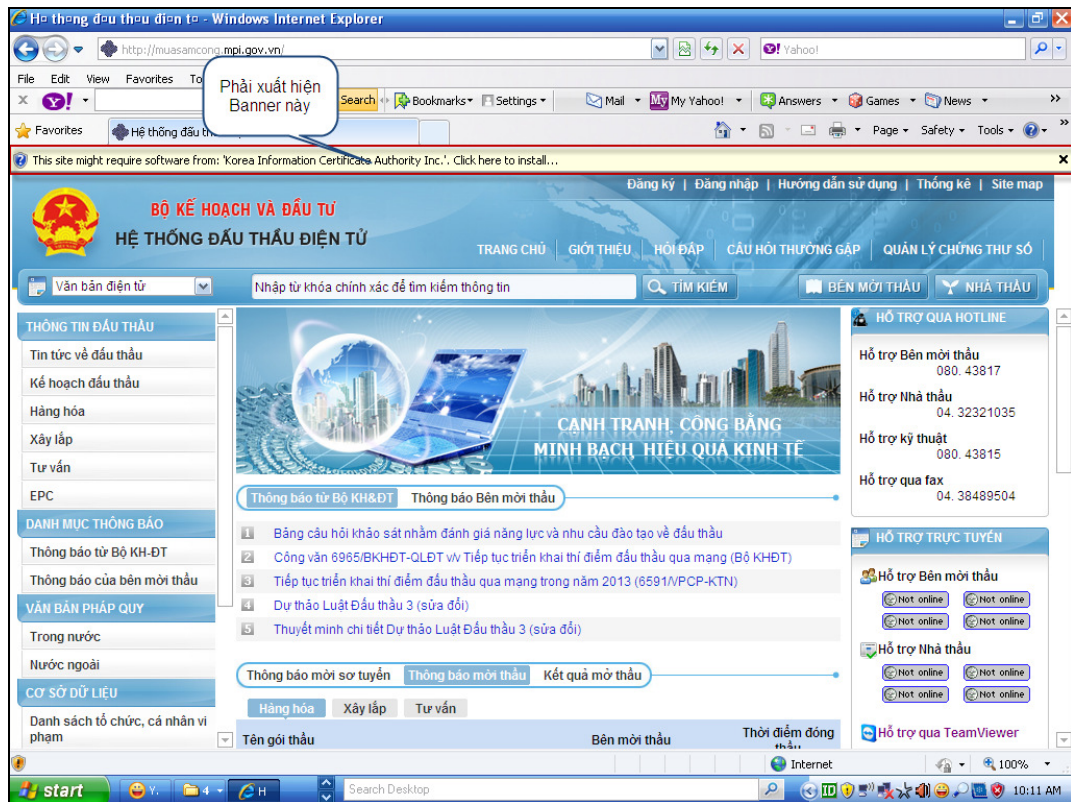 Hệ thống đấu thầu điện tử - Windows Internet Explorer
http://muasamcong.mpi.gov.vn/
Yahoo!
File Edit View Favorites To
Phải xuất hiện
Banner này
Search Bookmarks Settings Mail My Yahoo! Answers Games News
Favorites Hệ thống đấu th Page Safety Tools
This site might require software from: 'Korea Information Certificate Authority Inc.'. Click here to install...
Đăng ký | Đăng nhập | Hướng dẫn sử dụng | Thống kê | Site map
BỘ KẾ HOẠCH VÀ ĐẦU TƯ
HỆ THỐNG ĐẤU THẦU ĐIỆN TỬ
TRANG CHỦ GIỚI THIỆU HỎI ĐÁP CÂU HỎI THƯỜNG GẶP QUẢN LÝ CHỨNG THƯ SỐ
Văn bản điện tử Nhập từ khóa chính xác để tìm kiếm thông tin TÌM KIẾM BÊN MỜI THẦU NHÀ THẦU
THÔNG TIN ĐẤU THẦU
Tin tức về đấu thầu
Kế hoạch đấu thầu
Hàng hóa
Xây lắp
Tư vấn
EPC
DANH MỤC THÔNG BÁO
Thông báo từ Bộ KH-ĐT
Thông báo của bên mời thầu
VĂN BẢN PHÁP QUY
Trong nước
Nước ngoài
CƠ SỞ DỮ LIỆU
Danh sách tổ chức, cá nhân vi
phạm
CẠNH TRANH, CÔNG BẰNG
MINH BẠCH, HIỆU QUẢ KINH TẾ
Thông báo từ Bộ KH&ĐT Thông báo Bên mời thầu
1 Bảng câu hỏi khảo sát nhằm đánh giá năng lực và nhu cầu đào tạo về đấu thầu
2 Công văn 6965/BKHĐT-QLĐT v/v Tiếp tục triển khai thí điểm đấu thầu qua mạng (Bộ KHĐT)
3 Tiếp tục triển khai thí điểm đấu thầu qua mạng trong năm 2013 (6591/VPCP-KTN)
4 Dự thảo Luật Đấu thầu 3 (sửa đổi)
5 Thuyết minh chi tiết Dự thảo Luật Đấu thầu 3 (sửa đổi)
Thông báo mời sơ tuyển Thông báo mời thầu Kết quả mở thầu
Hàng hóa Xây lắp Tư vấn
Tên gói thầu Bên mời thầu Thời điểm đóng
thầu
HỖ TRỢ QUA HOTLINE
Hỗ trợ Bên mời thầu
080. 43817
Hỗ trợ Nhà thầu
04. 32321035
Hỗ trợ kỹ thuật
080. 43815
Hỗ trợ qua fax
04. 38489504
HỖ TRỢ TRỰC TUYẾN
Hỗ trợ Bên mời thầu
Not online Not online
Not online Not online
Hỗ trợ Nhà thầu
Not online Not online
Not online Not online
Hỗ trợ qua TeamViewer
Internet 100%
start Y. 4 H Search Desktop ID 10:11 AM